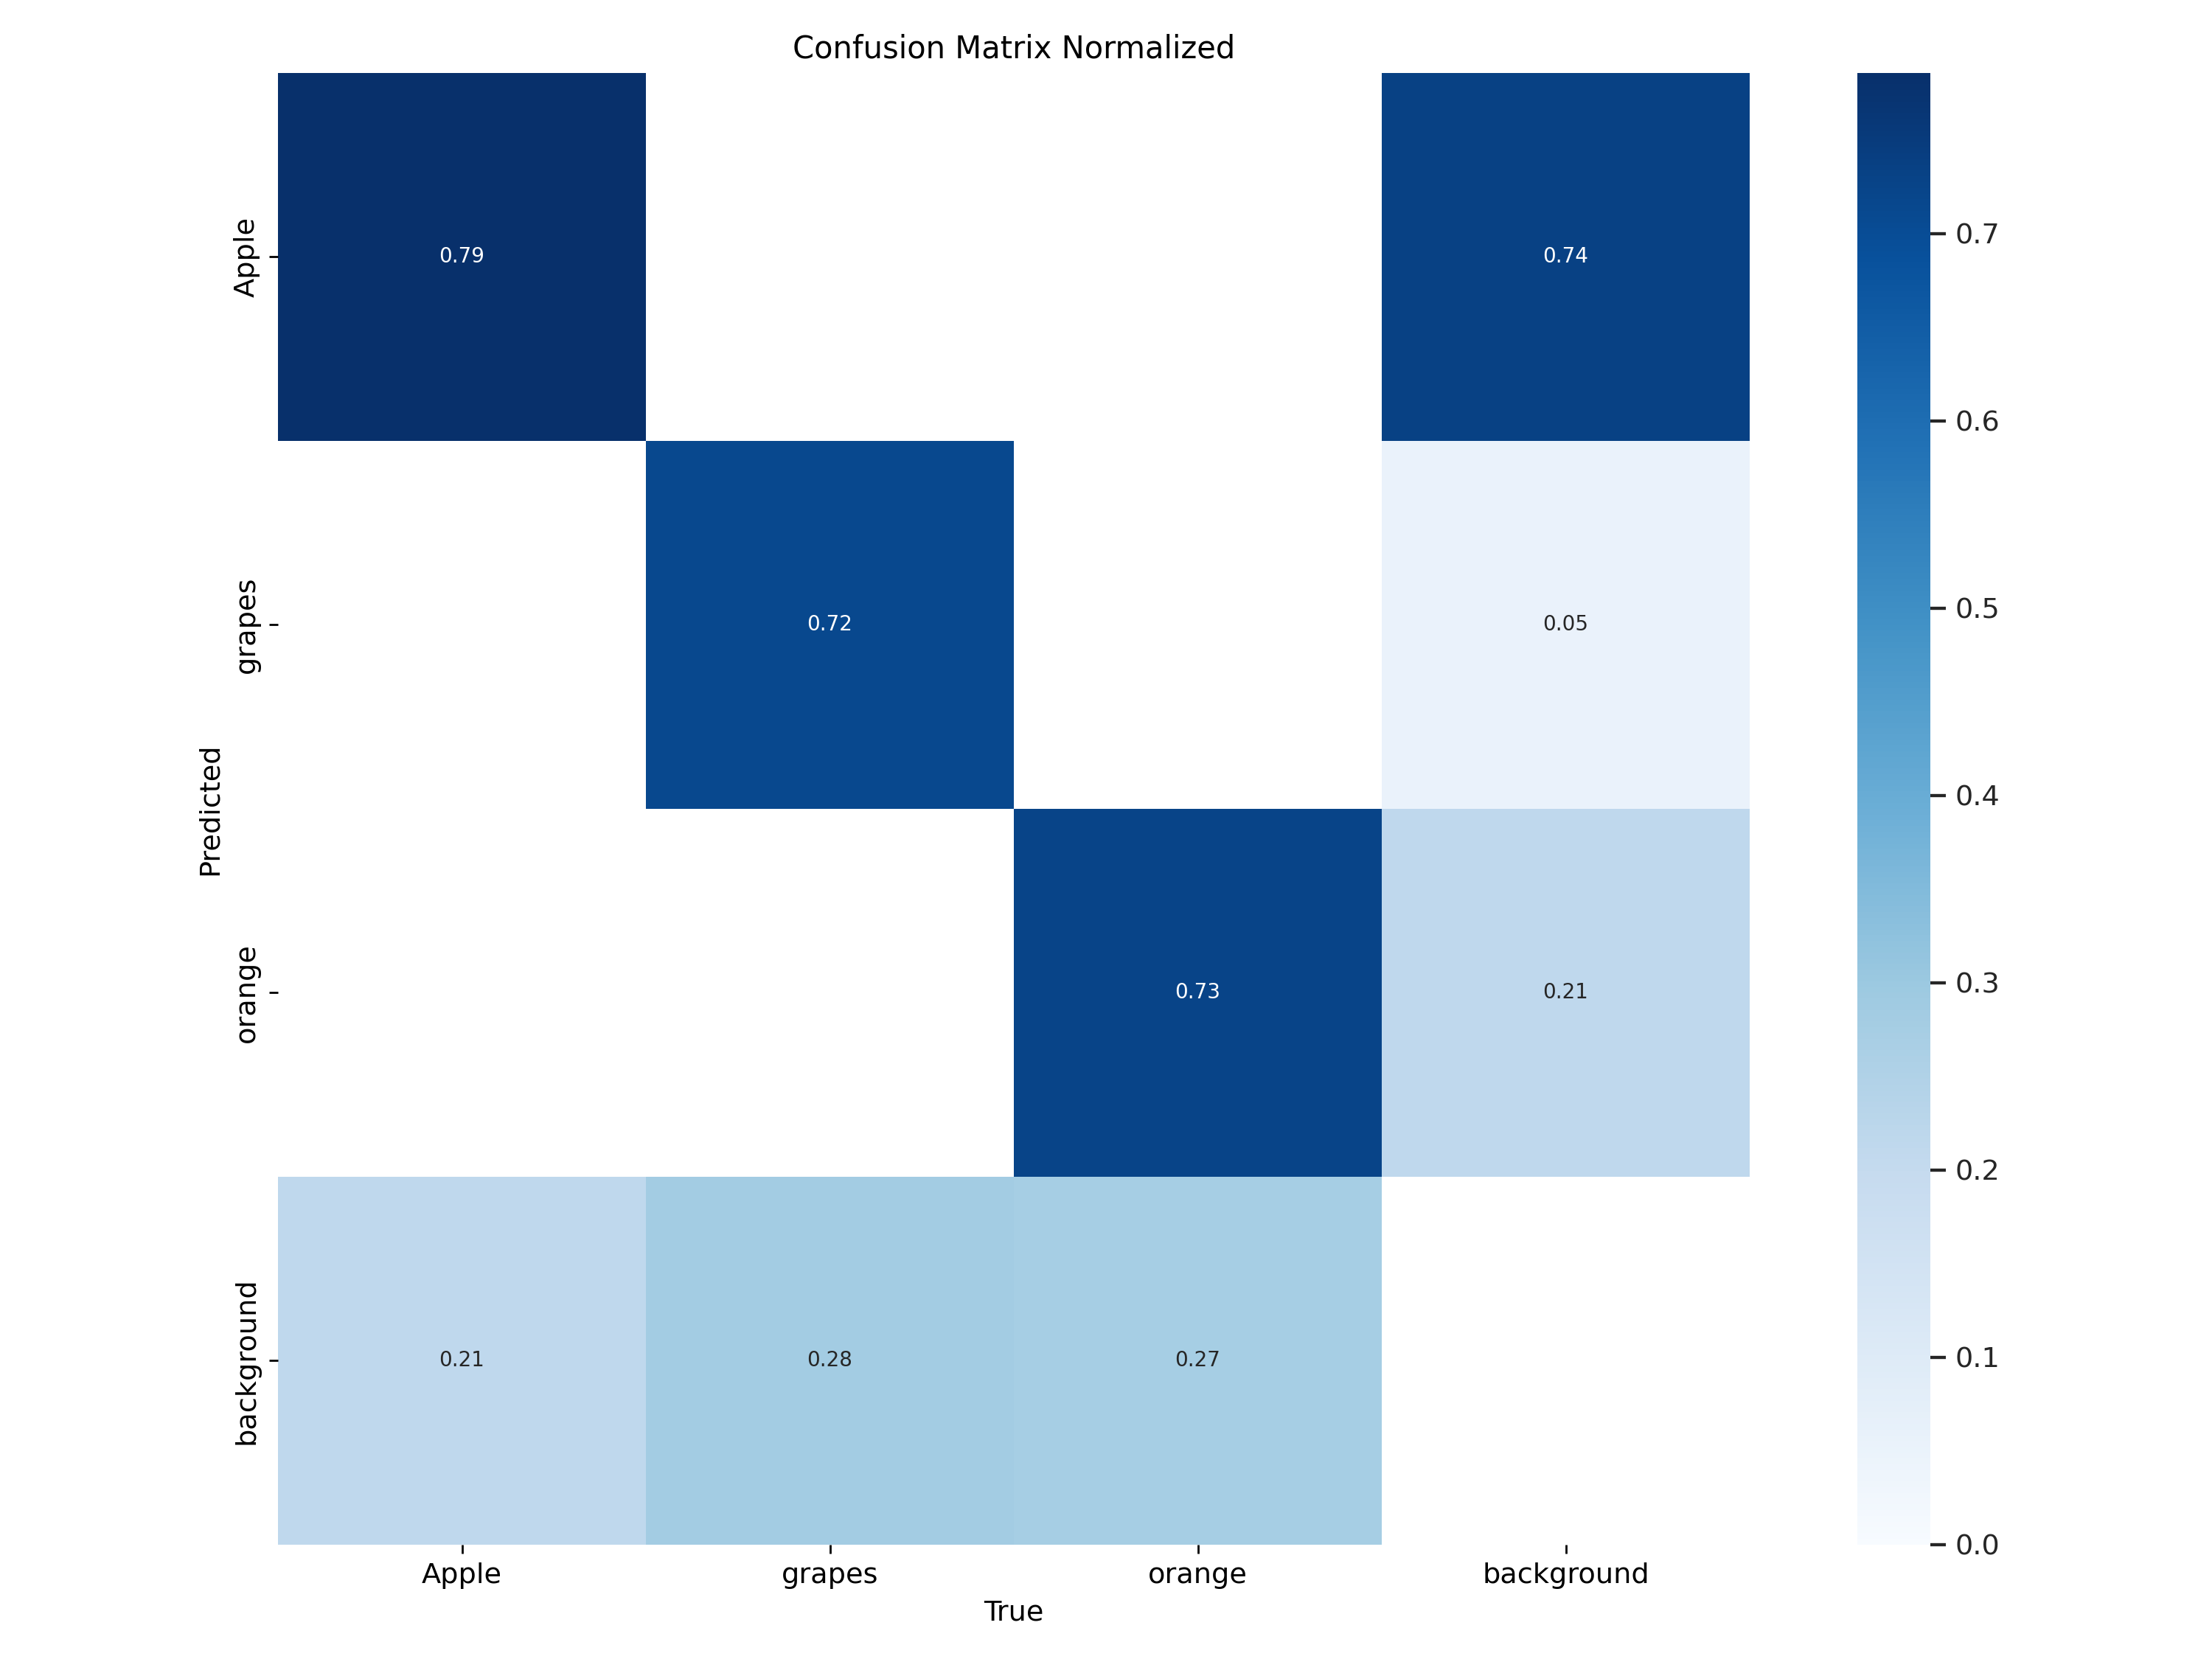 Confusion Matrix Normalized
Apple
0.79
0.74
grapes
0.72
0.05
orange
0.73
0.21
background
0.21
0.28
0.27
Predicted
Apple
grapes
orange
background
True
0.7
0.6
0.5
0.4
0.3
0.2
0.1
0.0